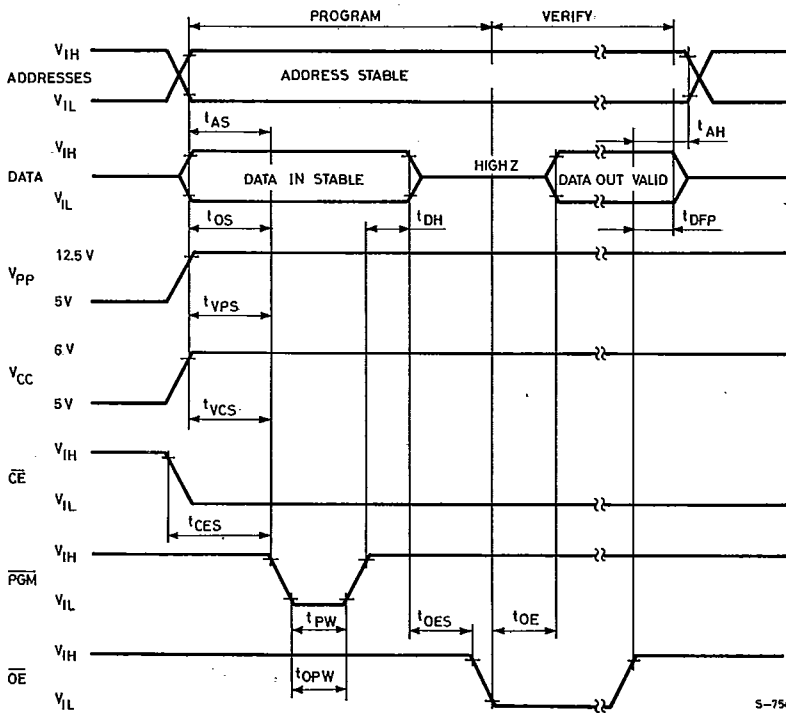 PROGRAM VERIFY
VIH
ADDRESSES ADDRESS STABLE
VIL
tAS tAH
VIH
DATA DATA IN STABLE HIGH Z DATA OUT VALID
VIL
tOS tDH tDFP
12.5 V
VPP
5V
tVPS
6 V
VCC
5V
tVCS
VIH
CE
VIL
tCES
VIH
PGM
VIL
tPW tOES tOE
VIH
OE tOPW
VIL